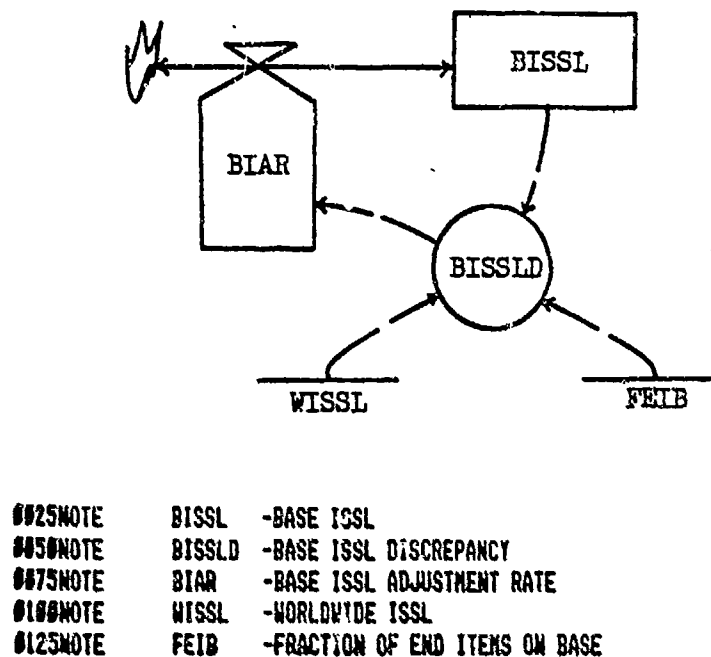 BISSL
BIAR
BISSLD
WISSL
FEIB
0025NOTE BISSL -BASE ISSL
0050NOTE BISSLD -BASE ISSL DISCREPANCY
0075NOTE BIAR -BASE ISSL ADJUSTMENT RATE
0100NOTE WISSL -WORLDWIDE ISSL
0125NOTE FEIB -FRACTION OF END ITEMS ON BASE